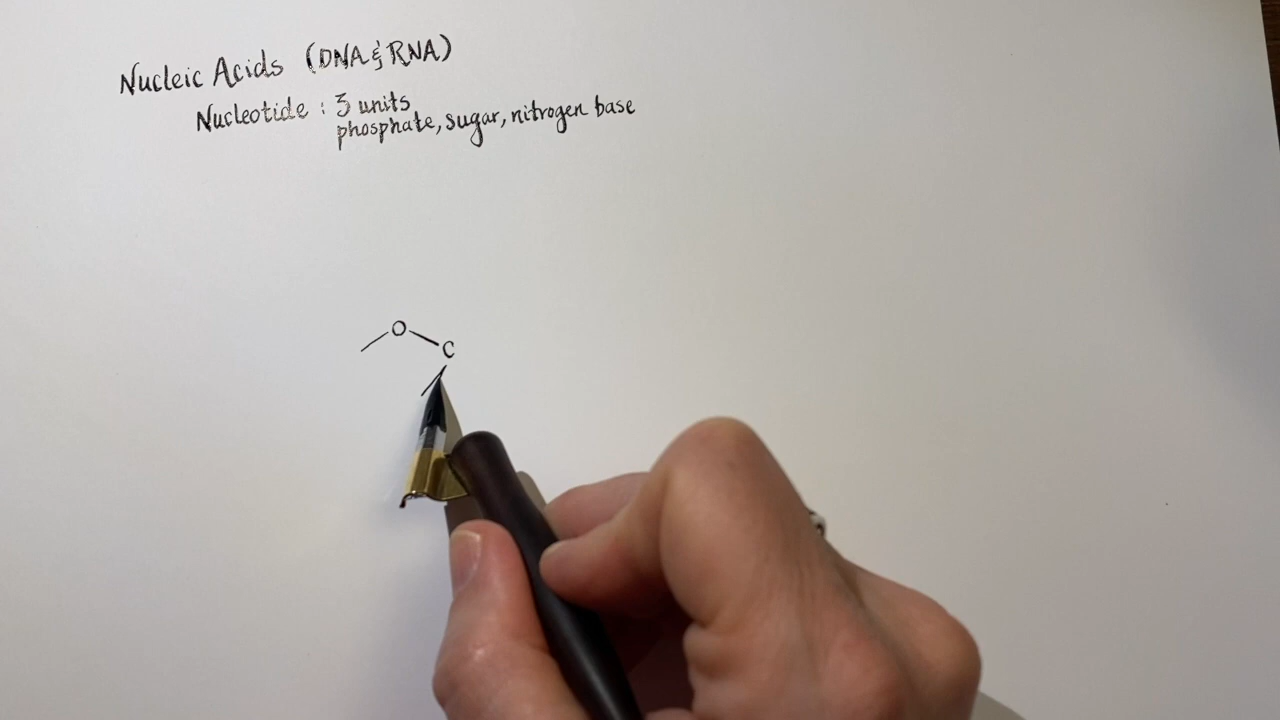 Nucleic Acids (DNA & RNA)
Nucleotide : 3 units
phosphate, sugar, nitrogen base
O
C